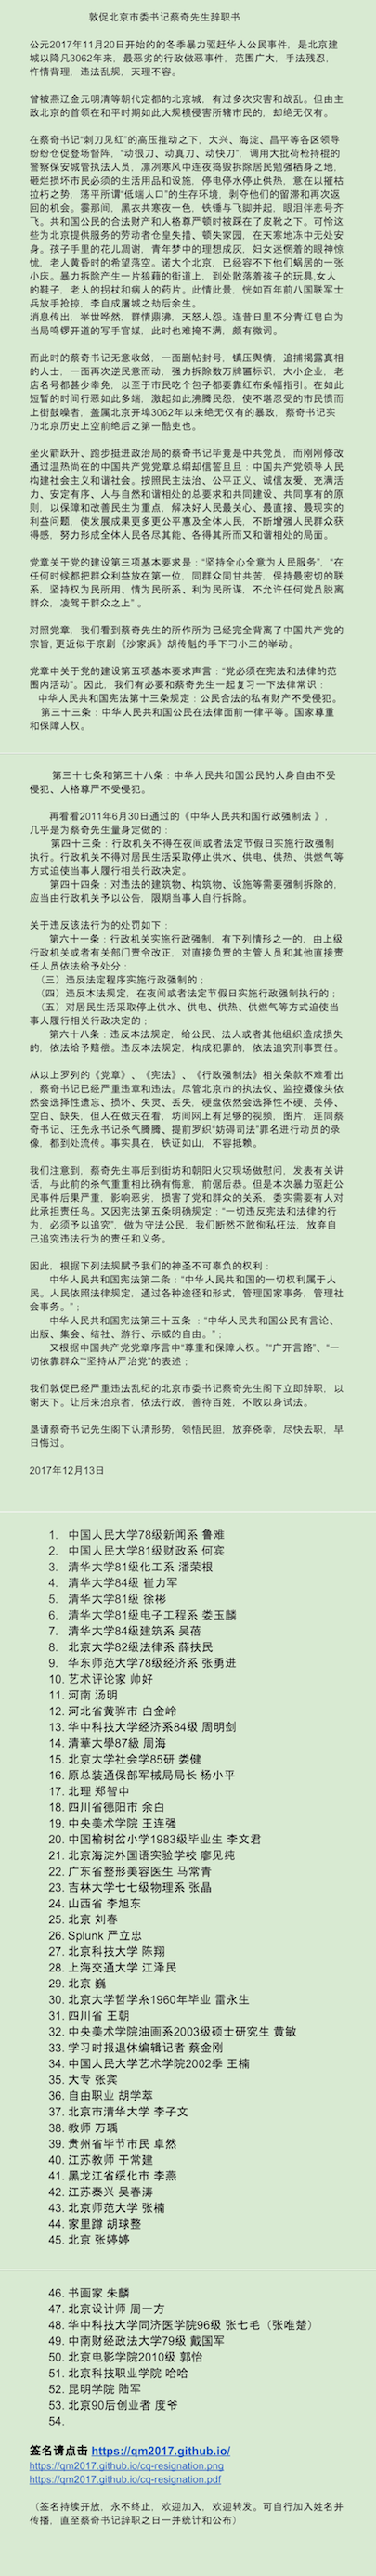 敦促北京市委书记蔡奇先生辞职书
公元2017年11月20日开始的的冬季暴力驱赶华人公民事件，是北京建
城以降凡3062年来，最恶劣的行政做恶事件，范围广大，手法残忍，
忤情背理，违法乱规，天理不容。
曾被燕辽金元明清等朝代定都的北京城，有过多次灾害和战乱。但由主
政北京的首领在和平时期如此大规模侵害所辖市民的，却绝无仅有。
在蔡奇书记“刺刀见红”的高压推动之下，大兴、海淀、昌平等各区领导
纷纷仓促登场督阵，“动很刀、动真刀、动快刀”，调用大批荷枪持棍的
警察保安城管执法人员，凛冽寒风中连夜捣毁拆除居民勉强栖身之地，
砸烂损坏市民必须的生活用品和设施，停电停水停止供热，意在以摧枯
拉朽之势，荡平所谓“低端人口”的生存环境，剥夺他们的留滞和再次返
回的机会。霎那间，黑衣共寒夜一色，铁锤与飞脚并起，眼泪伴恶号齐
飞。共和国公民的合法财产和人格尊严顿时被踩在了皮靴之下。可怜这
些为北京提供服务的劳动者仓皇失措、顿失家园，在天寒地冻中无处安
身。孩子手里的花儿凋谢，青年梦中的理想成灰，妇女迷惘着的眼神惊
忧，老人黄昏时的希望落空。诺大个北京，已经容不下他们蜗居的一张
小床。暴力拆除产生一片狼藉的街道上，到处散落着孩子的玩具,女人
的鞋子，老人的拐杖和病人的药片。此情此景，恍如百年前八国联军士
兵放手抢掠，李自成屠城之劫后余生。
消息传出，举世哗然，群情鼎沸，天怒人怨。连昔日里不分青红皂白为
当局鸣锣开道的写手官媒，此时也难掩不满，颇有微词。
而此时的蔡奇书记无意收敛，一面删帖封号，镇压舆情，追捕揭露真相
的人士，一面再次逆民意而动，强拆强除数万牌匾标识，大小企业，老
店名号都甚少幸免，以至于市民吃个包子都要靠红布条幅指引。在如此
短暂的时间行恶如此多端，激起如此沸腾民怨，使不堪忍受的市民愤而
上街鼓噪者，盖属北京开埠3062年以来绝无仅有的暴政，蔡奇书记实
乃北京历史上空前绝后之第一酷吏也。
坐火箭跃升、跑步挺进政治局的蔡奇书记毕竟是中共党员，而刚刚修改
通过温热尚在的中国共产党党章总纲却信誓旦旦：中国共产党领导人民
构建社会主义和谐社会。按照民主法治、公平正义、诚信友爱、充满活
力、安定有序、人与自然和谐相处的总要求和共同建设、共同享有的原
则，以保障和改善民生为重点，解决好人民最关心、最直接、最现实的
利益问题，使发展成果更多更公平惠及全体人民，不断增强人民群众获
得感，努力形成全体人民各尽其能、各得其所而又和谐相处的局面。
党章关于党的建设第三项基本要求是：“坚持全心全意为人民服务”，“在
任何时候都把群众利益放在第一位，同群众同甘共苦，保持最密切的联
系，坚持权为民所用、情为民所系、利为民所谋，不允许任何党员脱离
群众，凌驾于群众之上”。
对照党章，我们看到蔡奇先生的所作所为已经完全背离了中国共产党的
宗旨,更近似于京剧《沙家浜》胡传魁的手下刁小三的举动。
党章中关于党的建设第五项基本要求声言：“党必须在宪法和法律的范
围内活动”。因此，我们有必要和蔡奇先生一起复习一下法律常识：
中华人民共和国宪法第十三条规定：公民合法的私有财产不受侵犯。
第三十三条：中华人民共和国公民在法律面前一律平等。国家尊重
和保障人权。
第三十七条和第三十八条：中华人民共和国公民的人身自由不受
侵犯、人格尊严不受侵犯。
再看看2011年6月30日通过的《中华人民共和国行政强制法 》，
几乎是为蔡奇先生量身定做的：
第四十三条：行政机关不得在夜间或者法定节假日实施行政强制
执行。行政机关不得对居民生活采取停止供水、供电、供热、供燃气等
方式迫使当事人履行相关行政决定。
第四十四条：对违法的建筑物、构筑物、设施等需要强制拆除的，
应当由行政机关予以公告，限期当事人自行拆除。
关于违反该法行为的处罚如下：
第六十一条：行政机关实施行政强制，有下列情形之一的，由上级
行政机关或者有关部门责令改正，对直接负责的主管人员和其他直接责
任人员依法给予处分：
（三）违反法定程序实施行政强制的；
（四）违反本法规定，在夜间或者法定节假日实施行政强制执行的；
（五）对居民生活采取停止供水、供电、供热、供燃气等方式迫使当
事人履行相关行政决定的；
第六十八条：违反本法规定，给公民、法人或者其他组织造成损失
的，依法给予赔偿。违反本法规定，构成犯罪的，依法追究刑事责任。
从以上罗列的《党章》、《宪法》、《行政强制法》相关条款不难看出
，蔡奇书记已经严重违章和违法。尽管北京市的执法仪、监控摄像头依
然会选择性遗忘、损坏、失灵、丢失，硬盘依然会选择性不硬、关停、
空白、缺失，但人在做天在看，坊间网上有足够的视频，图片，连同蔡
奇书记、汪先永书记杀气腾腾、提前罗织“妨碍司法”罪名进行动员的录
像，都到处流传。事实具在，铁证如山，不容抵赖。
我们注意到，蔡奇先生事后到街坊和朝阳火灾现场做慰问，发表有关讲
话，与此前的杀气重重相比确有悔意，前倨后恭。但是本次暴力驱赶公
民事件后果严重，影响恶劣，损害了党和群众的关系，委实需要有人对
此承担责任鸟。又因宪法第五条明确规定：“一切违反宪法和法律的行
为，必须予以追究”，做为守法公民，我们断然不敢徇私枉法，放弃自
己追究违法行为的责任和义务。
因此，根据下列法规赋予我们的神圣不可辜负的权利：
中华人民共和国宪法第二条：“中华人民共和国的一切权利属于人
民。人民依照法律规定，通过各种途径和形式，管理国家事务，管理社
会事务。”；
中华人民共和国宪法第三十五条 ：“中华人民共和国公民有言论、
出版、集会、结社、游行、示威的自由。”；
又根据中国共产党党章序言中“尊重和保障人权。”“广开言路”、“一
切依靠群众”“坚持从严治党”的表述；
我们敦促已经严重违法乱纪的北京市委书记蔡奇先生阁下立即辞职，以
谢天下。让后来治京者，依法行政，善待百姓，不敢以身试法。
恳请蔡奇书记先生阁下认清形势，领悟民胆，放弃侥幸，尽快去职，早
日悔过。
2017年12月13日
1. 中国人民大学78级新闻系 鲁难
2. 中国人民大学81级财政系 何宾
3. 清华大学81级化工系 潘荣根
4. 清华大学84级 崔力军
5. 清华大学81级 徐彬
6. 清华大学81级电子工程系 娄玉麟
7. 清华大学84级建筑系 吴蓓
8. 北京大学82级法律系 薛扶民
9. 华东师范大学78级经济系 张勇进
10. 艺术评论家 帅好
11. 河南 汤明
12. 河北省黄骅市 白金岭
13. 华中科技大学经济系84级 周明剑
14. 清華大學87級 周海
15. 北京大学社会学85研 娄健
16. 原总装通保部军械局局长 杨小平
17. 北理 郑智中
18. 四川省德阳市 余白
19. 中央美术学院 王连强
20. 中国榆树岔小学1983级毕业生 李文君
21. 北京海淀外国语实验学校 廖见纯
22. 广东省整形美容医生 马常青
23. 吉林大学七七级物理系 张晶
24. 山西省 李旭东
25. 北京 刘春
26. Splunk 严立忠
27. 北京科技大学 陈翔
28. 上海交通大学 江泽民
29. 北京 巍
30. 北京大学哲学糸1960年毕业 雷永生
31. 四川省 王朝
32. 中央美术学院油画系2003级硕士研究生 黄敏
33. 学习时报退休编辑记者 蔡金刚
34. 中国人民大学艺术学院2002季 王楠
35. 大专 张宾
36. 自由职业 胡学萃
37. 北京市清华大学 李子文
38. 教师 万瑀
39. 贵州省毕节市民 卓然
40. 江苏教师 于常建
41. 黑龙江省绥化市 李燕
42. 江苏泰兴 吴春涛
43. 北京师范大学 张楠
44. 家里蹲 胡球整
45. 北京 张婷婷
46. 书画家 朱麟
47. 北京设计师 周一方
48. 华中科技大学同济医学院96级 张七毛（张唯楚）
49. 中南财经政法大学79级 戴国军
50. 北京电影学院2010级 郭怡
51. 北京科技职业学院 哈哈
52. 昆明学院 陆军
53. 北京90后创业者 度爷
54.
签名请点击 https://qm2017.github.io/
https://qm2017.github.io/cq-resignation.png
https://qm2017.github.io/cq-resignation.pdf
（签名持续开放，永不终止，欢迎加入，欢迎转发。可自行加入姓名并
传播，直至蔡奇书记辞职之日一并统计和公布）